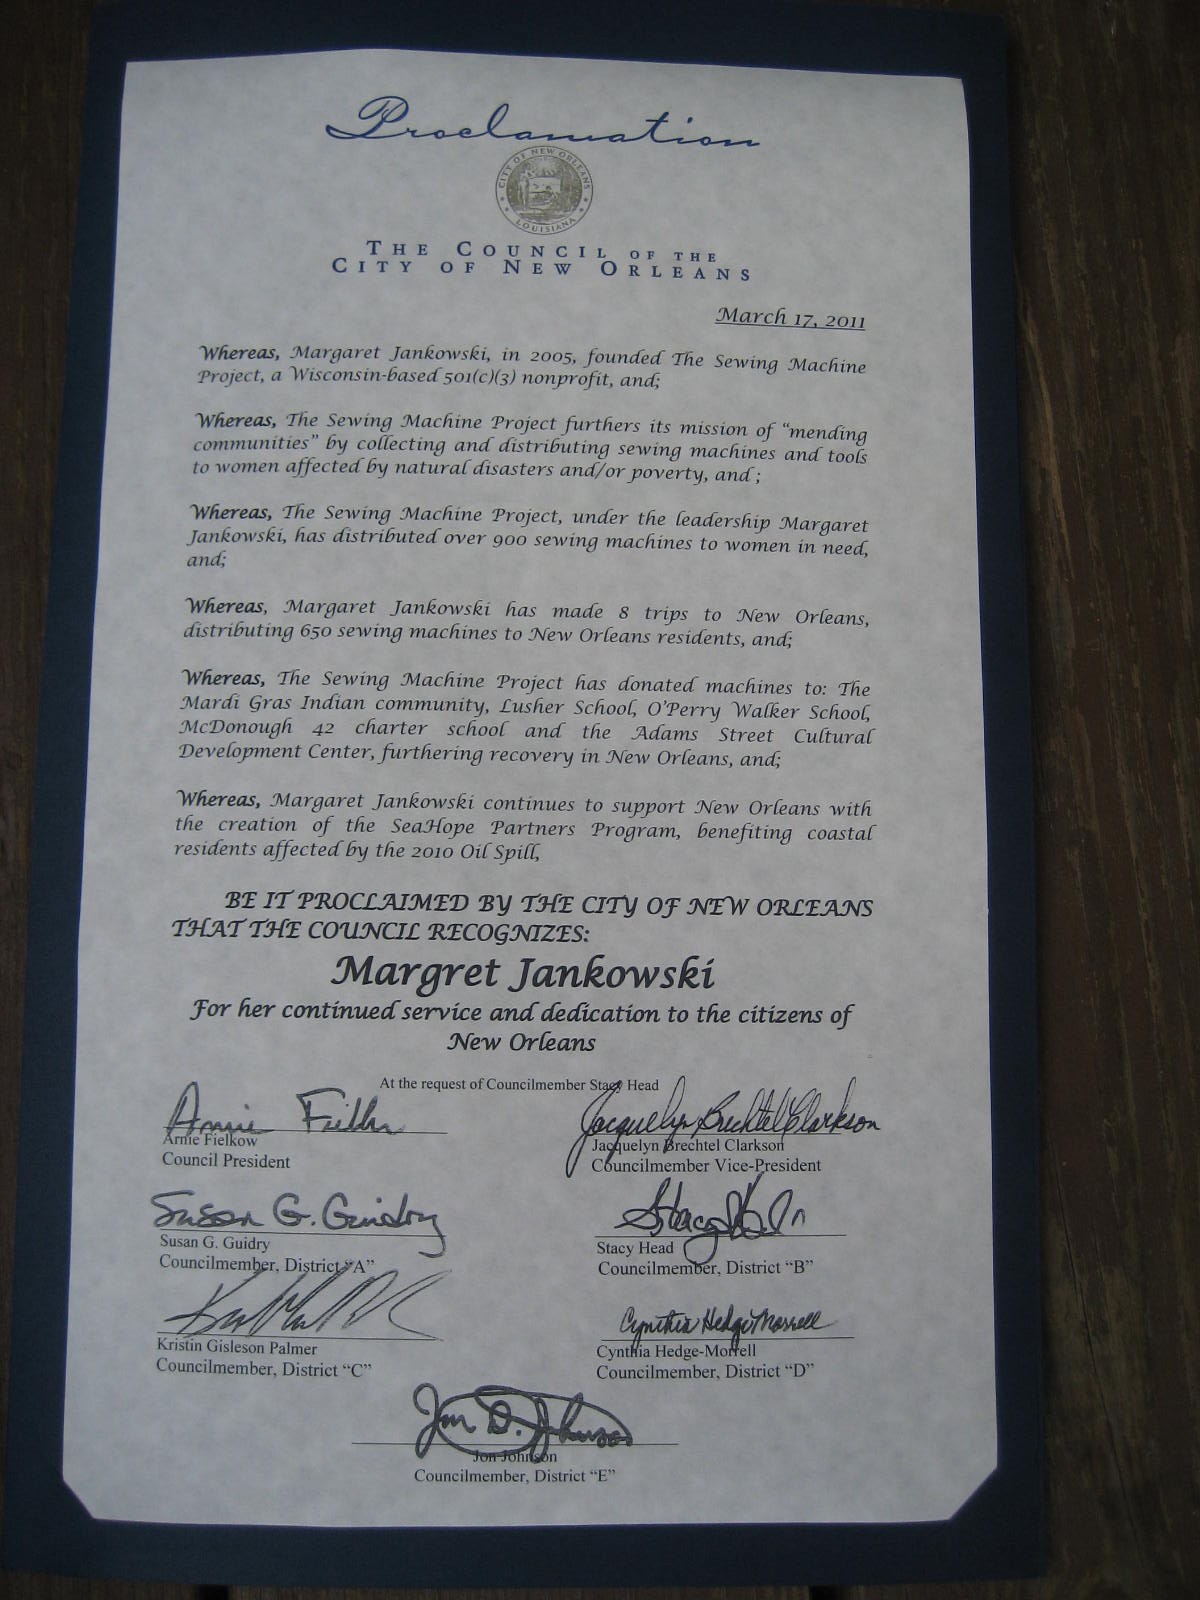 Proclamation
CITY OF NEW ORLEANS
LOUISIANA
THE COUNCIL OF THE
CITY OF NEW ORLEANS
March 17, 2011
Whereas, Margaret Jankowski, in 2005, founded The Sewing Machine
Project, a Wisconsin-based 501(c)(3) nonprofit, and;
Whereas, The Sewing Machine Project furthers its mission of “mending
communities” by collecting and distributing sewing machines and tools
to women affected by natural disasters and/or poverty, and ;
Whereas, The Sewing Machine Project, under the leadership Margaret
Jankowski, has distributed over 900 sewing machines to women in need,
and;
Whereas, Margaret Jankowski has made 8 trips to New Orleans,
distributing 650 sewing machines to New Orleans residents, and;
Whereas, The Sewing Machine Project has donated machines to: The
Mardi Gras Indian community, Lusher School, O'Perry Walker School,
McDonough 42 charter school and the Adams Street Cultural
Development Center, furthering recovery in New Orleans, and;
Whereas, Margaret Jankowski continues to support New Orleans with
the creation of the SeaHope Partners Program, benefiting coastal
residents affected by the 2010 Oil Spill,
BE IT PROCLAIMED BY THE CITY OF NEW ORLEANS
THAT THE COUNCIL RECOGNIZES:
Margret Jankowski
For her continued service and dedication to the citizens of
New Orleans
At the request of Councilmember Stacy Head
Arnie Fielkow Jacquelyn Brechtel Clarkson
Arnie Fielkow Jacquelyn Brechtel Clarkson
Council President Councilmember Vice-President
Susan G. Guidry Stacy Head
Susan G. Guidry Stacy Head
Councilmember, District “A” Councilmember, District “B”
Cynthia Hedge Morrell
Kristin Gisleson Palmer Cynthia Hedge-Morrell
Councilmember, District “C” Councilmember, District “D”
Jon D. Johnson
Jon Johnson
Councilmember, District “E”